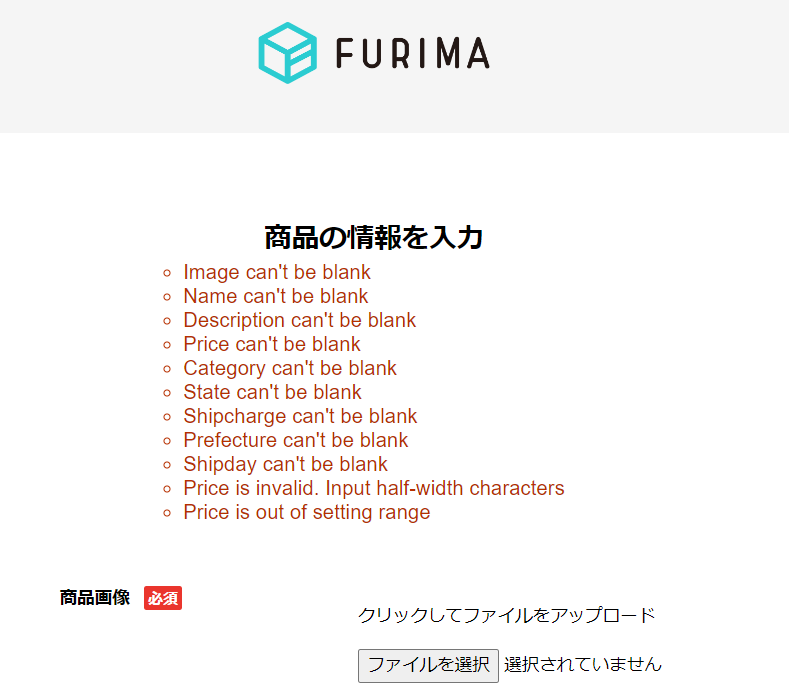 FURIMA
商品の情報を入力
Image can't be blank
Name can't be blank
Description can't be blank
Price can't be blank
Category can't be blank
State can't be blank
Shipcharge can't be blank
Prefecture can't be blank
Shipday can't be blank
Price is invalid. Input half-width characters
Price is out of setting range
商品画像 必須
クリックしてファイルをアップロード
ファイルを選択 選択されていません